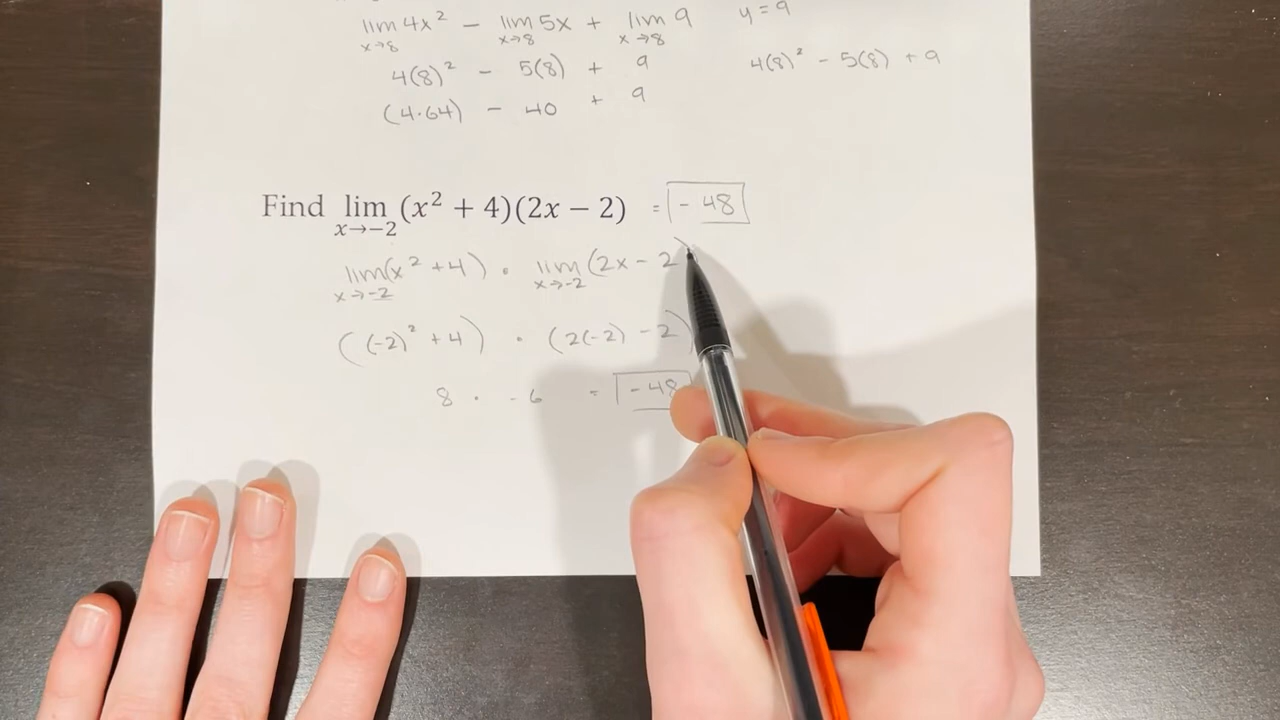 lim 4x² − lim 5x + lim 9 y = 9
x→8 x→8 x→8
4(8)² − 5(8) + 9 4(8)² − 5(8) + 9
(4·64) − 40 + 9
Find lim (x² + 4)(2x − 2) = -48
x→−2
lim(x² + 4) · lim (2x − 2)
x→-2 x→-2
((-2)² + 4) · (2(-2) − 2)
8 · -6 = -48